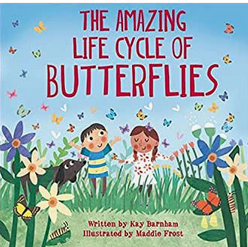 THE AMAZING
LIFE CYCLE OF
BUTTERFLIES
Written by Kay Barnham
Illustrated by Maddie Frost